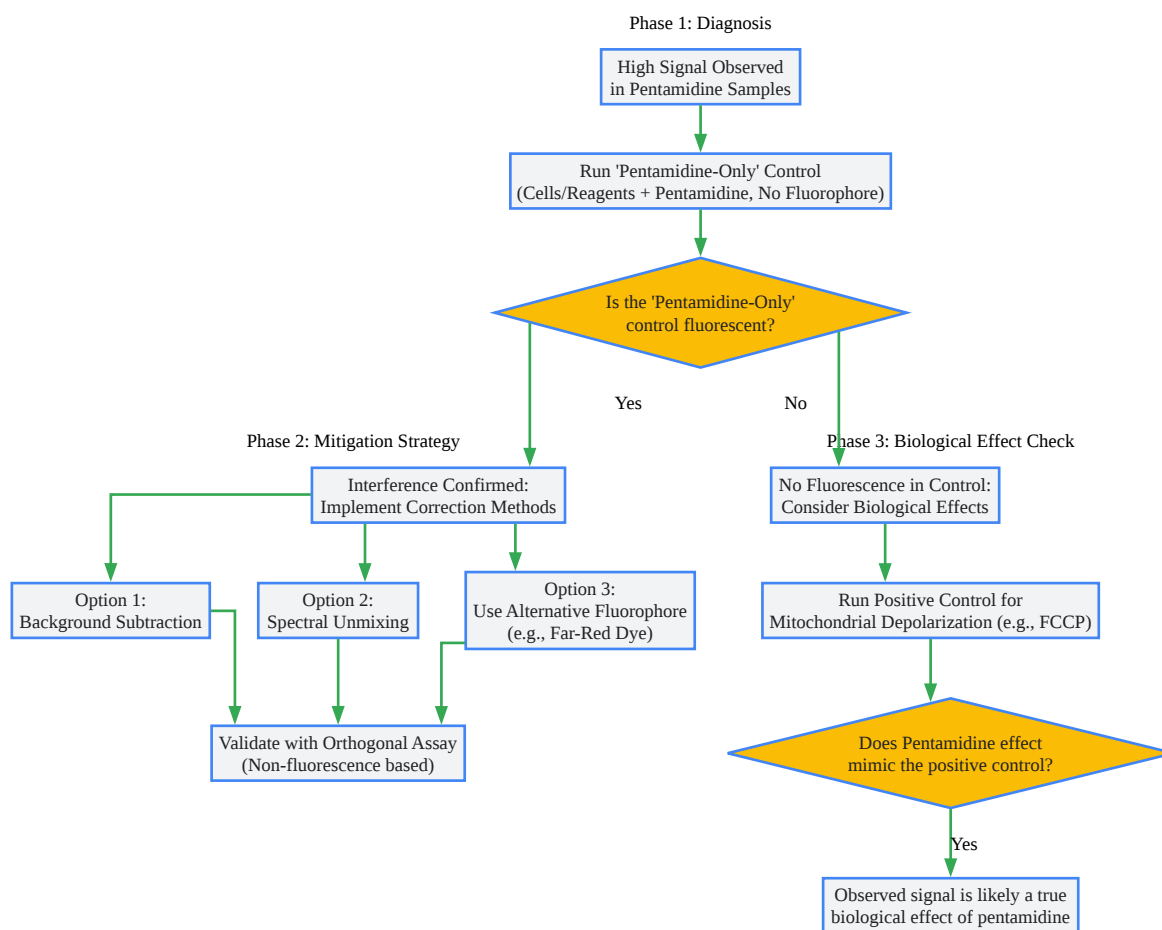 Phase 1: Diagnosis
High Signal Observed
in Pentamidine Samples
Run 'Pentamidine-Only' Control
(Cells/Reagents + Pentamidine, No Fluorophore)
Is the 'Pentamidine-Only'
control fluorescent?
Yes
No
Phase 2: Mitigation Strategy
Phase 3: Biological Effect Check
Interference Confirmed:
Implement Correction Methods
No Fluorescence in Control:
Consider Biological Effects
Option 1:
Background Subtraction
Option 2:
Spectral Unmixing
Option 3:
Use Alternative Fluorophore
(e.g., Far-Red Dye)
Run Positive Control for
Mitochondrial Depolarization (e.g., FCCP)
Validate with Orthogonal Assay
(Non-fluorescence based)
Does Pentamidine effect
mimic the positive control?
Yes
Observed signal is likely a true
biological effect of pentamidine